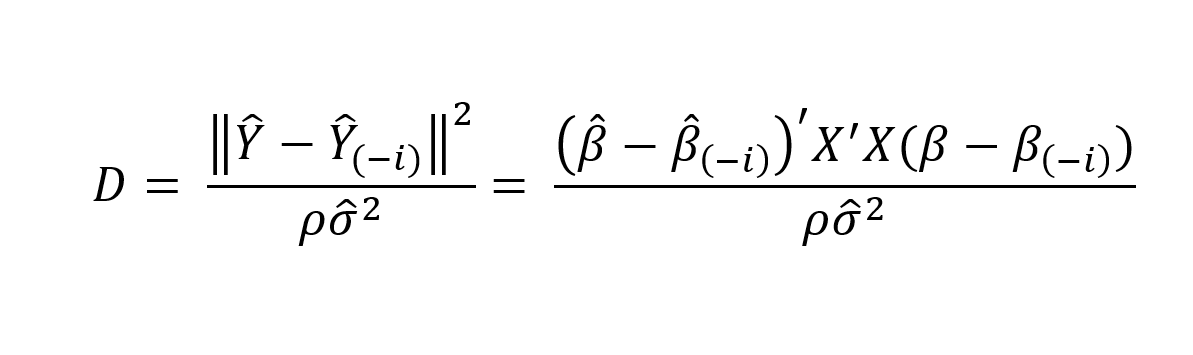 D = ‖Ŷ − Ŷ₍₋ᵢ₎‖² / ρσ̂² = (β̂ − β̂₍₋ᵢ₎)′X′X(β − β₍₋ᵢ₎) / ρσ̂²